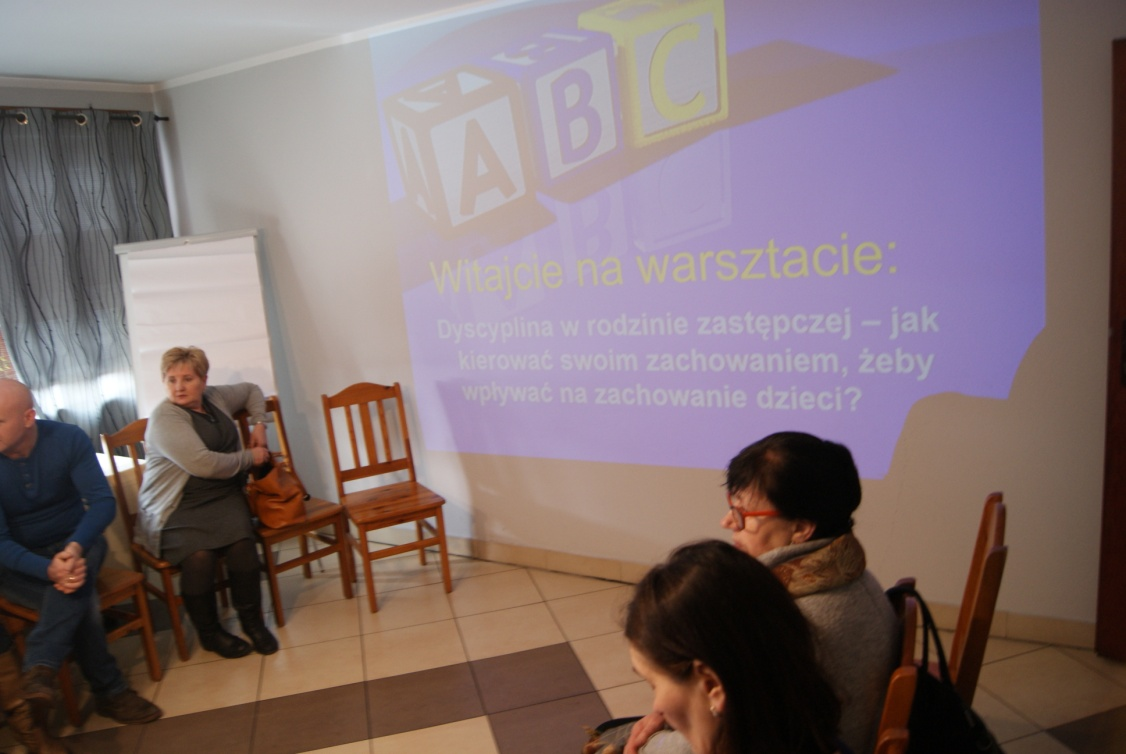 A B C
Witajcie na warsztacie:
Dyscyplina w rodzinie zastępczej – jak
kierować swoim zachowaniem, żeby
wpływać na zachowanie dzieci?